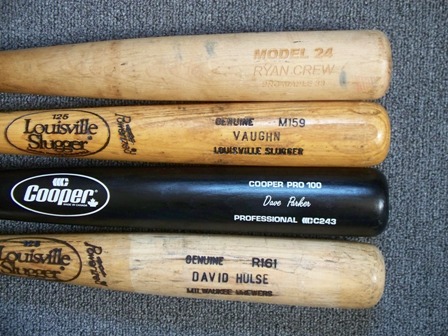 MODEL 24
RYAN CREW
125
Louisville
Slugger
GENUINE M159
VAUGHN
LOUISVILLE SLUGGER
Cooper
COOPER PRO 100
Dave Parker
PROFESSIONAL C243
125
Louisville
Slugger
GENUINE R161
DAVID HULSE
MILWAUKEE BREWERS